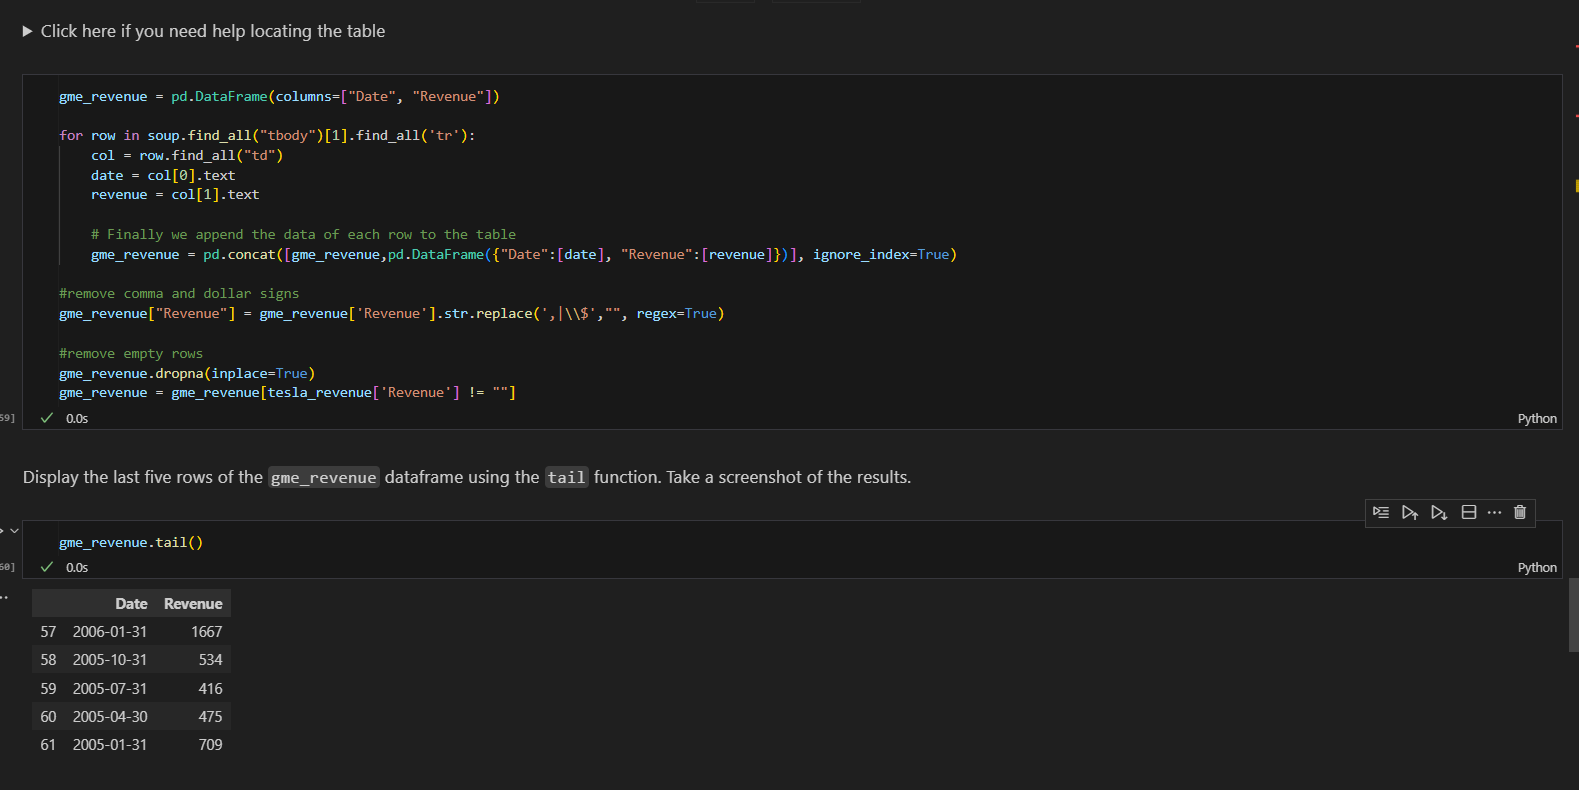 ▶ Click here if you need help locating the table
gme_revenue = pd.DataFrame(columns=["Date", "Revenue"])
for row in soup.find_all("tbody")[1].find_all('tr'):
    col = row.find_all("td")
    date = col[0].text
    revenue = col[1].text
    # Finally we append the data of each row to the table
    gme_revenue = pd.concat([gme_revenue,pd.DataFrame({"Date":[date], "Revenue":[revenue]})], ignore_index=True)
#remove comma and dollar signs
gme_revenue["Revenue"] = gme_revenue['Revenue'].str.replace(',|\\$',"", regex=True)
#remove empty rows
gme_revenue.dropna(inplace=True)
gme_revenue = gme_revenue[tesla_revenue['Revenue'] != ""]
59] ✓ 0.0s Python
Display the last five rows of the gme_revenue dataframe using the tail function. Take a screenshot of the results.
gme_revenue.tail()
60] ✓ 0.0s Python
Date Revenue
57 2006-01-31 1667
58 2005-10-31 534
59 2005-07-31 416
60 2005-04-30 475
61 2005-01-31 709